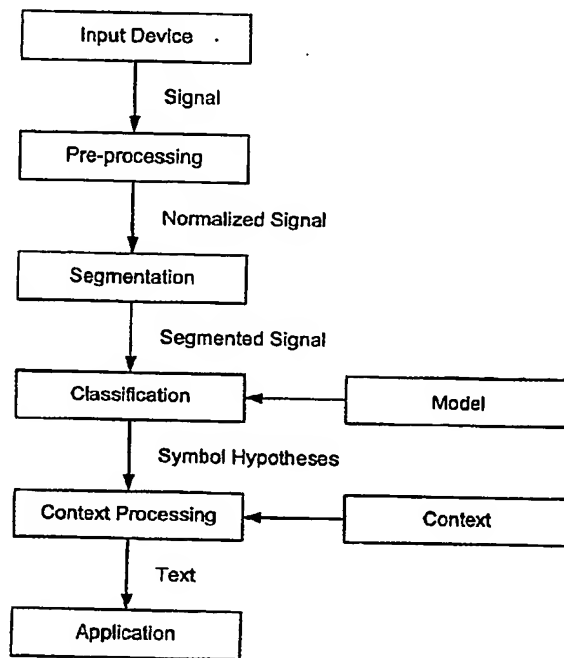 Input Device
Signal
Pre-processing
Normalized Signal
Segmentation
Segmented Signal
Classification
Model
Symbol Hypotheses
Context Processing
Context
Text
Application